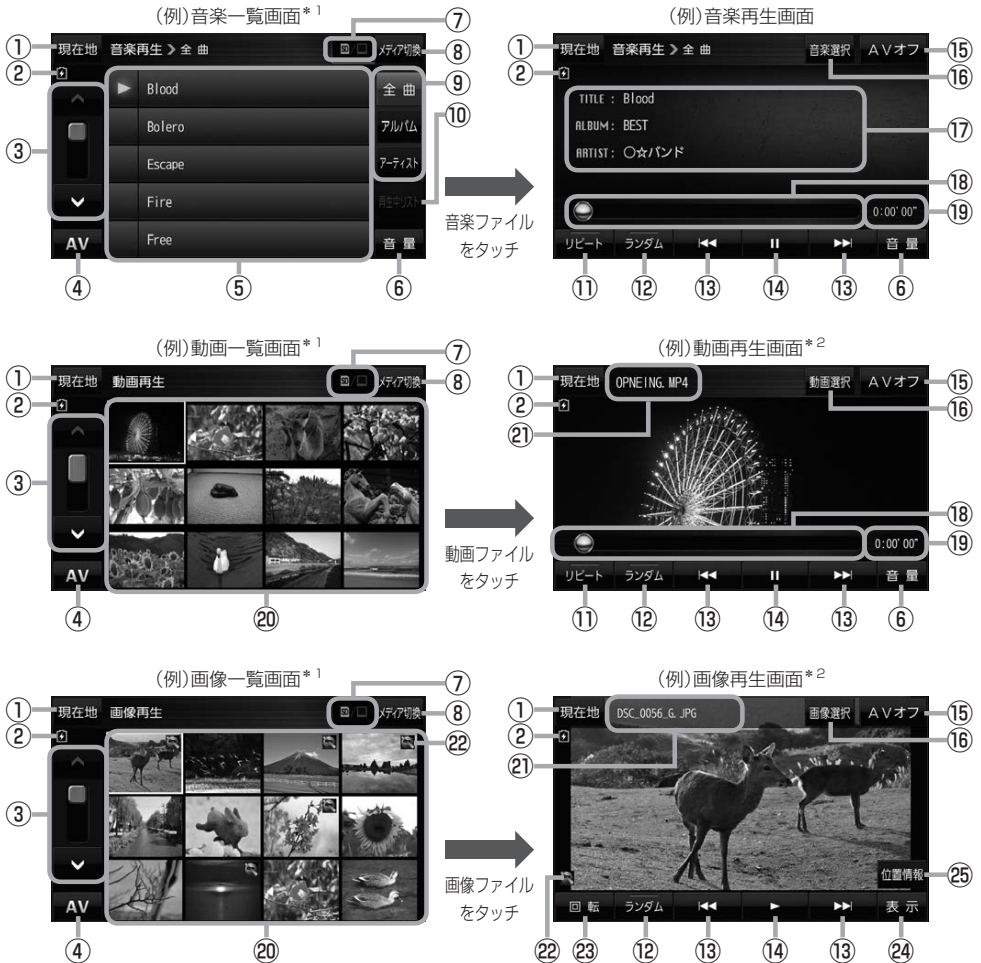 (例)音楽一覧画面*1
⑦
(例)音楽再生画面
①
現在地
音楽再生 > 全 曲
メディア切換
⑧
①
現在地
音楽再生 > 全 曲
音楽選択
AVオフ
⑮
②
⑨
②
⑯
Blood
全 曲
⑩
TITLE : Blood
Bolero
アルバム
ALBUM : BEST
⑰
③
Escape
アーティスト
ARTIST : ○☆バンド
Fire
再生中リスト
⑱
音楽ファイル
をタッチ
0:00'00"
⑲
AV
Free
音 量
リピート
ランダム
音 量
④
⑤
⑥
⑪
⑫
⑬
⑭
⑬
⑥
(例)動画一覧画面*1
⑦
(例)動画再生画面*2
①
現在地
動画再生
メディア切換
⑧
①
現在地
OPNEING.MP4
動画選択
AVオフ
⑮
②
②
⑯
㉑
③
⑱
動画ファイル
をタッチ
0:00'00"
⑲
AV
リピート
ランダム
音 量
④
⑳
⑪
⑫
⑬
⑭
⑬
⑥
(例)画像一覧画面*1
⑦
(例)画像再生画面*2
①
現在地
画像再生
メディア切換
⑧
①
現在地
DSC_0056_G.JPG
画像選択
AVオフ
⑮
②
㉒
②
⑯
㉑
③
画像ファイル
をタッチ
位置情報
㉕
AV
回 転
ランダム
表 示
④
⑳
㉒
㉓
⑫
⑬
⑭
⑬
㉔